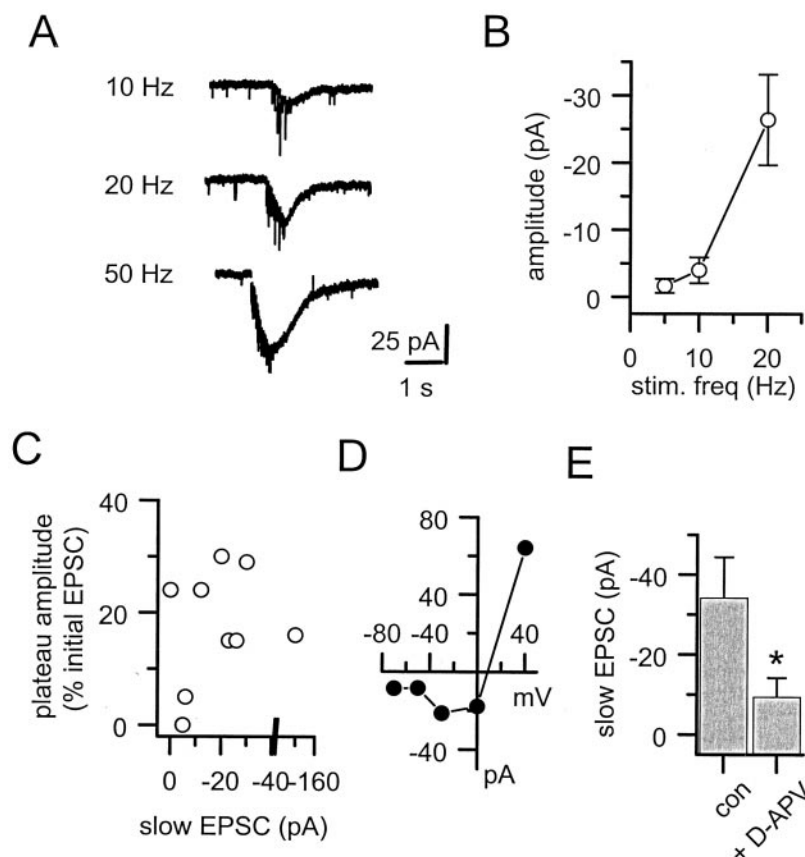 A
10 Hz
20 Hz
50 Hz
25 pA
1 s
B
amplitude (pA)
-30
-20
-10
0
0 10 20
stim. freq (Hz)
C
plateau amplitude
(% initial EPSC)
40
20
0
0 -20 -40 -160
slow EPSC (pA)
D
80
40
-80 -40 40
mV
-40
pA
E
slow EPSC (pA)
-40
-20
-10
0
con
*
+ D-APV